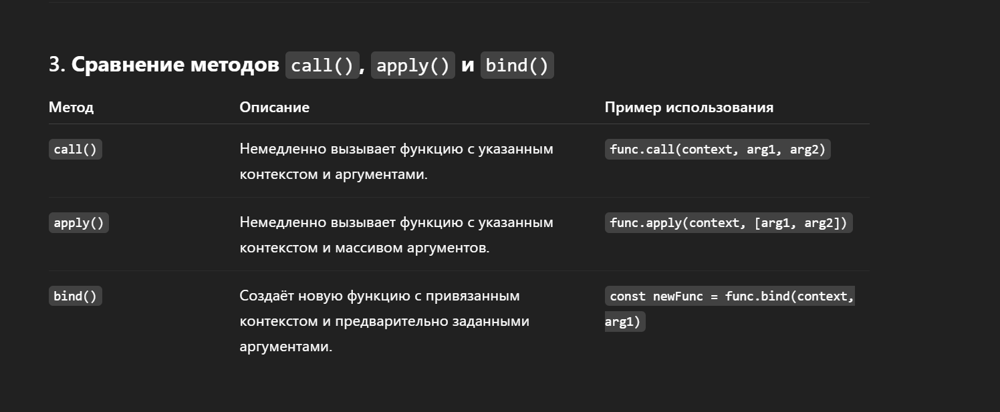 3. Сравнение методов call(), apply() и bind()
Метод Описание Пример использования
call() Немедленно вызывает функцию с указанным func.call(context, arg1, arg2)
контекстом и аргументами.
apply() Немедленно вызывает функцию с указанным func.apply(context, [arg1, arg2])
контекстом и массивом аргументов.
bind() Создаёт новую функцию с привязанным const newFunc = func.bind(context,
контекстом и предварительно заданными arg1)
аргументами.